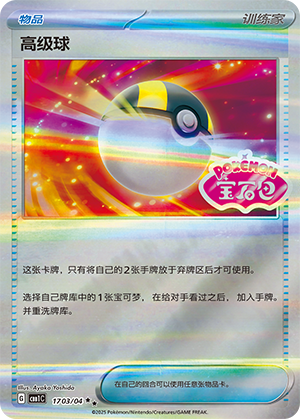 物品
训练家
高级球
POKÉMON
宝石包
这张卡牌，只有将自己的2张手牌放于弃牌区后才可使用。
选择自己牌库中的1张宝可梦，在给对手看过之后，加入手牌。
并重洗牌库。
Illus. Ayaka Yoshida
G CBB1C 1703/04 ★★
在自己的回合可以使用任意张物品卡。
©2025 Pokémon/Nintendo/Creatures/GAME FREAK.